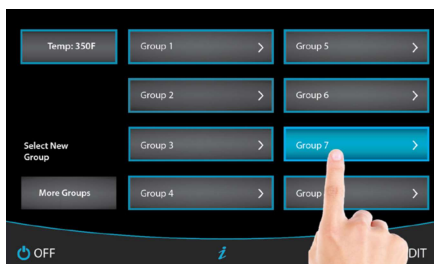 Temp: 350F
Group 1
Group 5
Group 2
Group 6
Select New
Group
Group 3
Group 7
More Groups
Group 4
Group
OFF
i
DIT